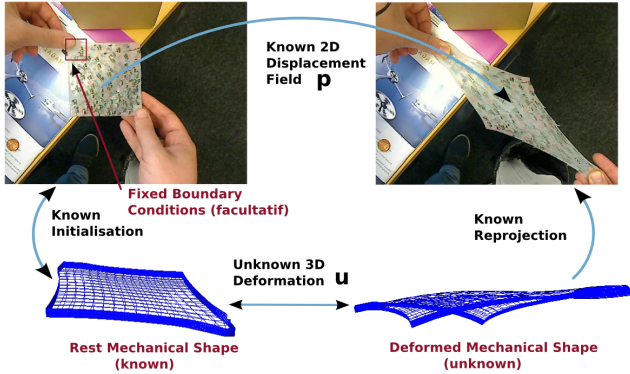 Known 2D
Displacement
Field p
Fixed Boundary
Conditions (facultatif)
Known
Initialisation
Known
Reprojection
Unknown 3D
Deformation u
Rest Mechanical Shape
(known)
Deformed Mechanical Shape
(unknown)